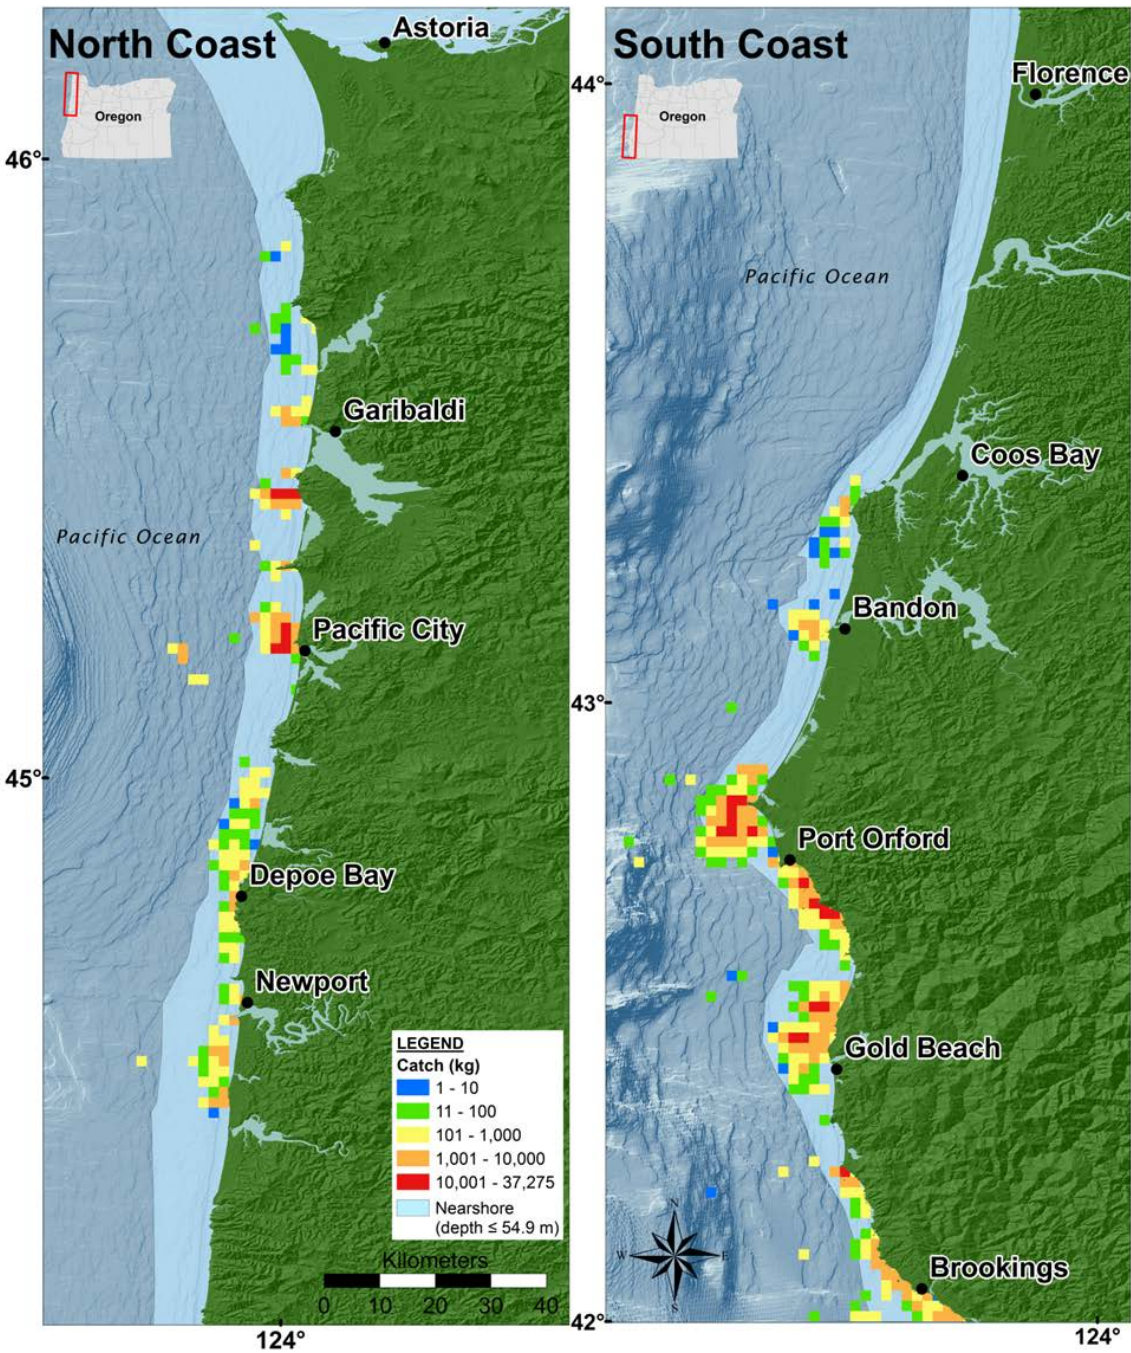 North Coast
Astoria
Oregon
46°
Garibaldi
Pacific Ocean
Pacific City
45°
Depoe Bay
Newport
LEGEND
Catch (kg)
1 - 10
11 - 100
101 - 1,000
1,001 - 10,000
10,001 - 37,275
Nearshore
(depth ≤ 54.9 m)
Kilometers
0 10 20 30 40
124°
South Coast
44°
Florence
Oregon
Pacific Ocean
Coos Bay
Bandon
43°
Port Orford
Gold Beach
N
W E
S
Brookings
42°
124°